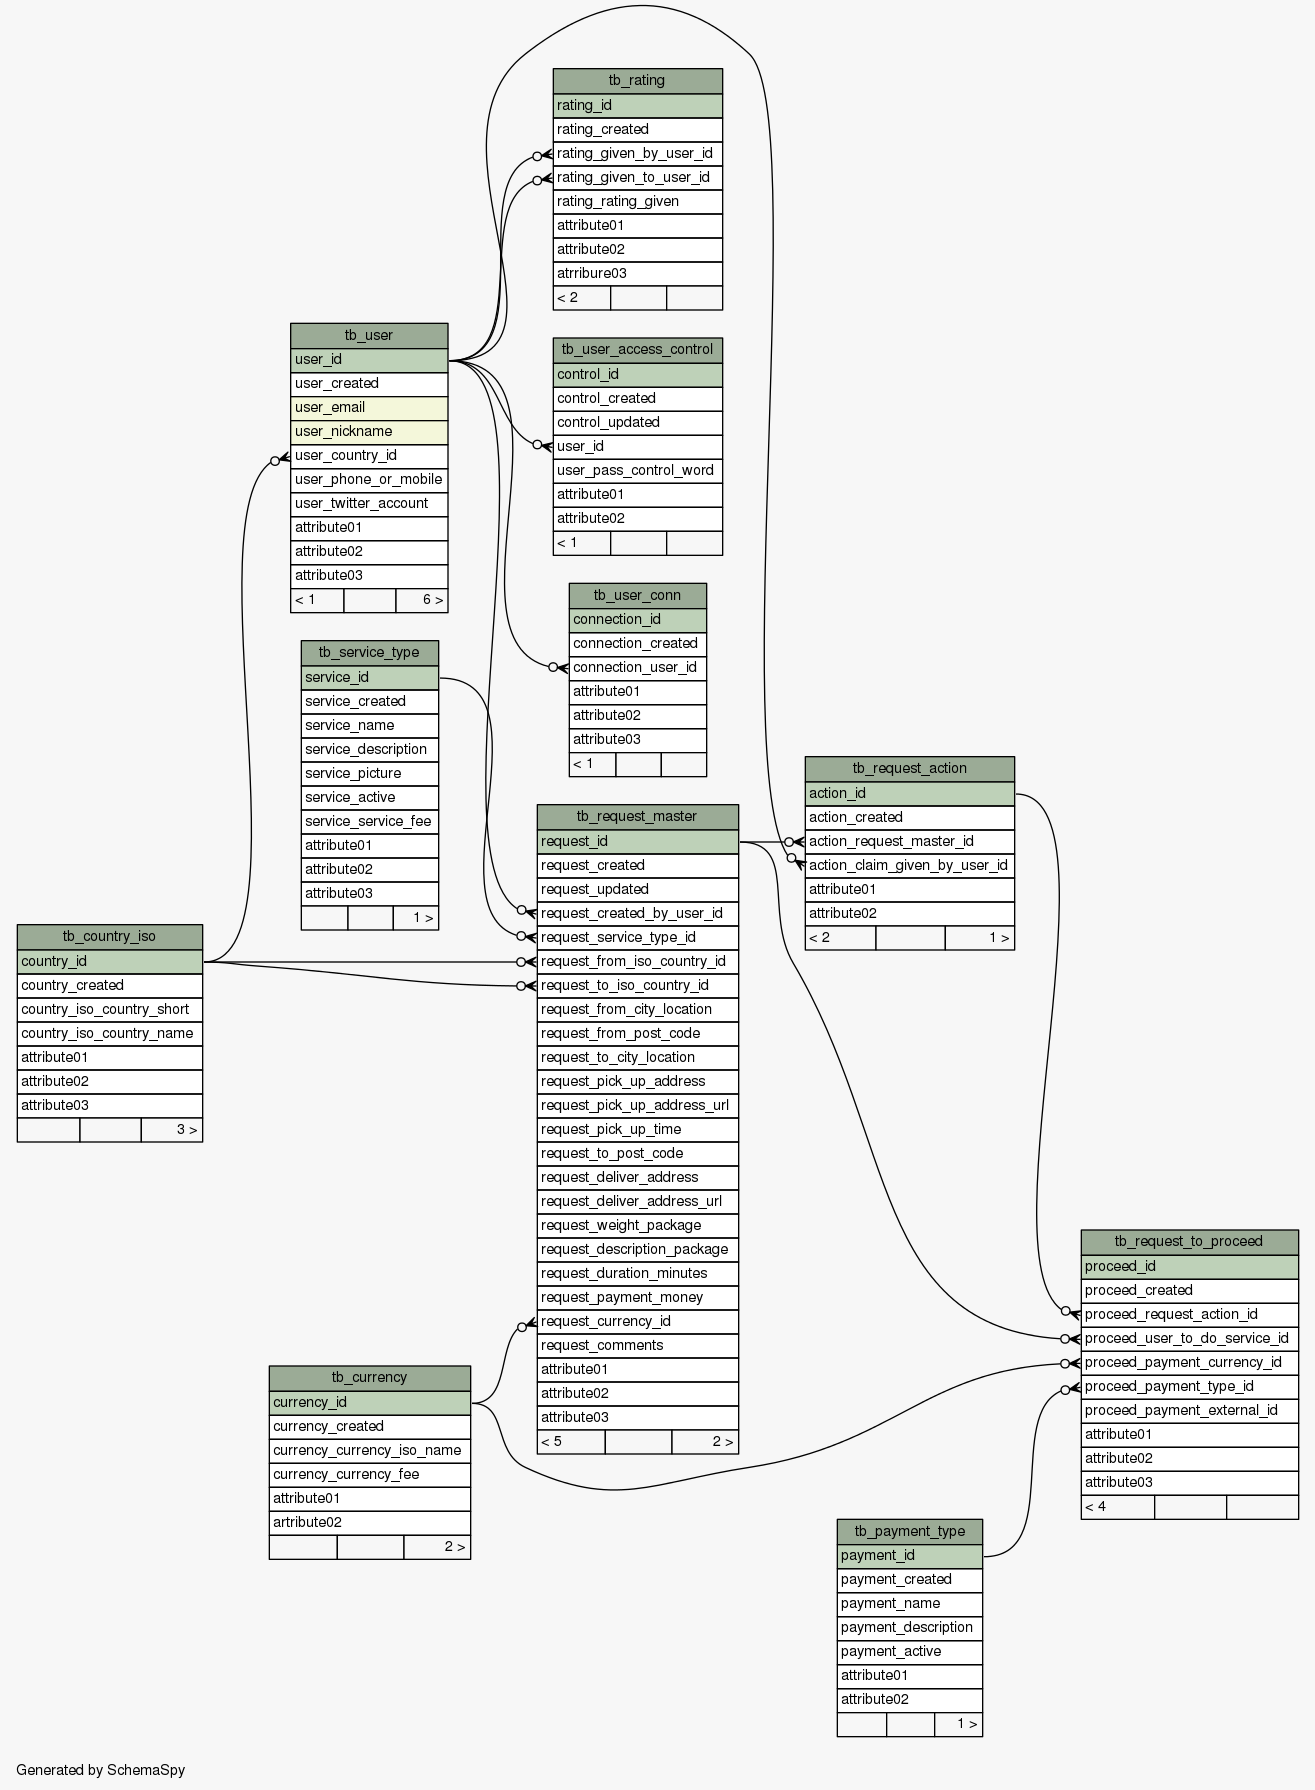 tb_rating
rating_id
rating_created
rating_given_by_user_id
rating_given_to_user_id
rating_rating_given
attribute01
attribute02
atrribure03
< 2
tb_user
user_id
user_created
user_email
user_nickname
user_country_id
user_phone_or_mobile
user_twitter_account
attribute01
attribute02
attribute03
< 1 6 >
tb_user_access_control
control_id
control_created
control_updated
user_id
user_pass_control_word
attribute01
attribute02
< 1
tb_user_conn
connection_id
connection_created
connection_user_id
attribute01
attribute02
attribute03
< 1
tb_service_type
service_id
service_created
service_name
service_description
service_picture
service_active
service_service_fee
attribute01
attribute02
attribute03
1 >
tb_request_action
action_id
action_created
action_request_master_id
action_claim_given_by_user_id
attribute01
attribute02
< 2 1 >
tb_request_master
request_id
request_created
request_updated
request_created_by_user_id
request_service_type_id
request_from_iso_country_id
request_to_iso_country_id
request_from_city_location
request_from_post_code
request_to_city_location
request_pick_up_address
request_pick_up_address_url
request_pick_up_time
request_to_post_code
request_deliver_address
request_deliver_address_url
request_weight_package
request_description_package
request_duration_minutes
request_payment_money
request_currency_id
request_comments
attribute01
attribute02
attribute03
< 5 2 >
tb_country_iso
country_id
country_created
country_iso_country_short
country_iso_country_name
attribute01
attribute02
attribute03
3 >
tb_request_to_proceed
proceed_id
proceed_created
proceed_request_action_id
proceed_user_to_do_service_id
proceed_payment_currency_id
proceed_payment_type_id
proceed_payment_external_id
attribute01
attribute02
attribute03
< 4
tb_currency
currency_id
currency_created
currency_currency_iso_name
currency_currency_fee
attribute01
artribute02
2 >
tb_payment_type
payment_id
payment_created
payment_name
payment_description
payment_active
attribute01
attribute02
1 >
Generated by SchemaSpy